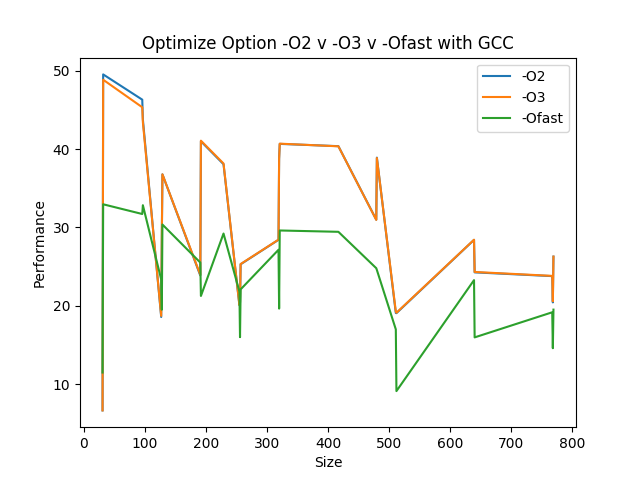 Optimize Option -O2 v -O3 v -Ofast with GCC
-O2
-O3
-Ofast
50
40
30
20
10
Performance
0 100 200 300 400 500 600 700 800
Size